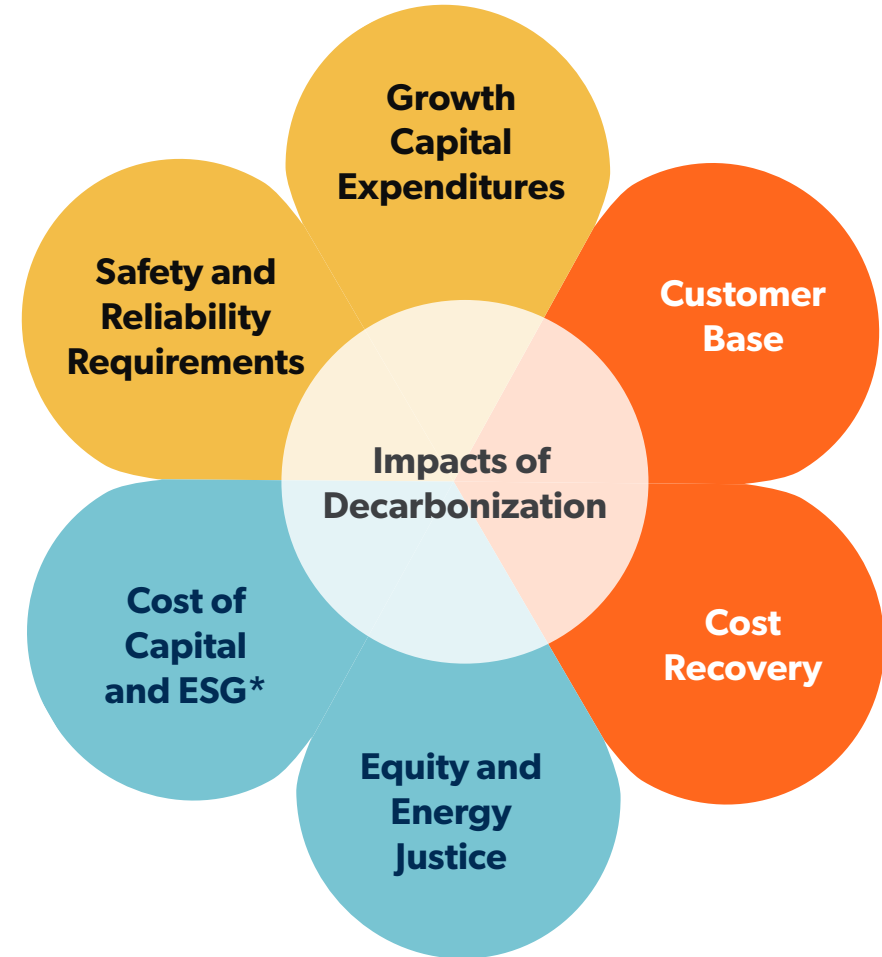 Growth
Capital
Expenditures
Safety and
Reliability
Requirements
Customer
Base
Impacts of
Decarbonization
Cost of
Capital
and ESG*
Cost
Recovery
Equity and
Energy
Justice